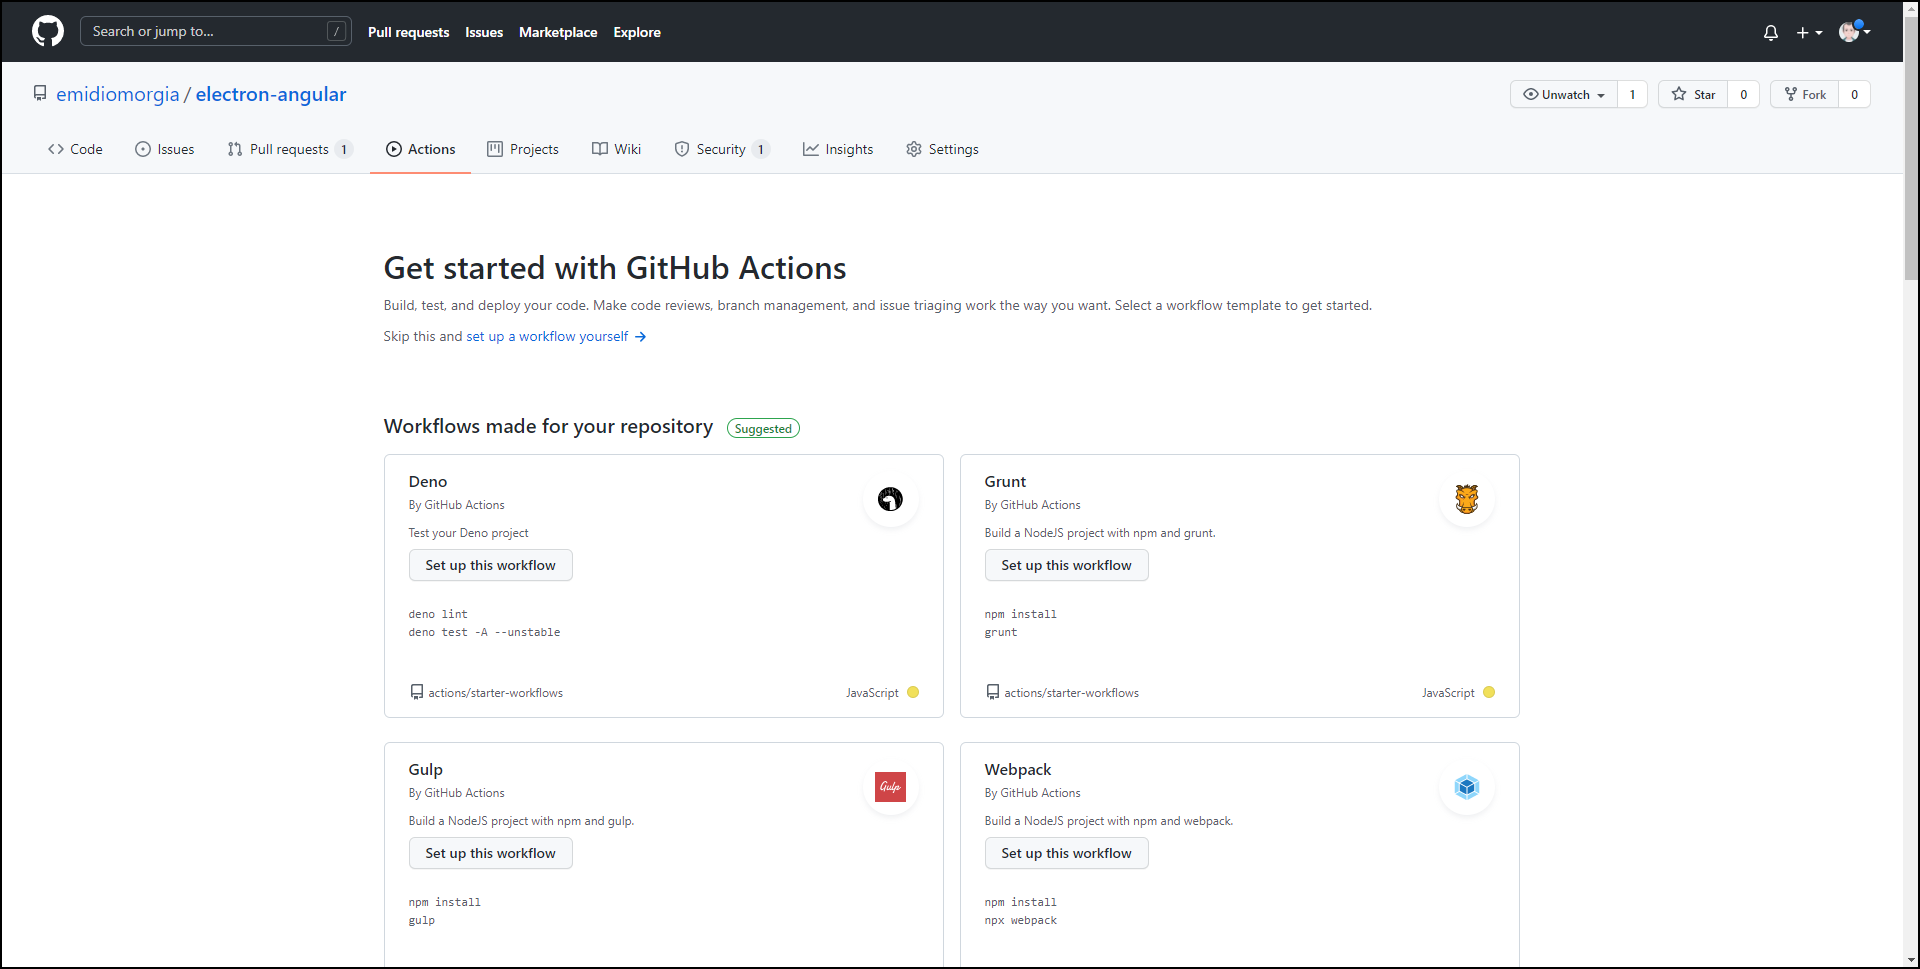 Search or jump to... /
Pull requests Issues Marketplace Explore
emidiomorgia / electron-angular
Unwatch 1 Star 0 Fork 0
Code Issues Pull requests 1 Actions Projects Wiki Security 1 Insights Settings
Get started with GitHub Actions
Build, test, and deploy your code. Make code reviews, branch management, and issue triaging work the way you want. Select a workflow template to get started.
Skip this and set up a workflow yourself →
Workflows made for your repository Suggested
Deno
By GitHub Actions
Test your Deno project
Set up this workflow
deno lint
deno test -A --unstable
actions/starter-workflows JavaScript
Grunt
By GitHub Actions
Build a NodeJS project with npm and grunt.
Set up this workflow
npm install
grunt
actions/starter-workflows JavaScript
Gulp
By GitHub Actions
Gulp
Build a NodeJS project with npm and gulp.
Set up this workflow
npm install
gulp
Webpack
By GitHub Actions
Build a NodeJS project with npm and webpack.
Set up this workflow
npm install
npx webpack